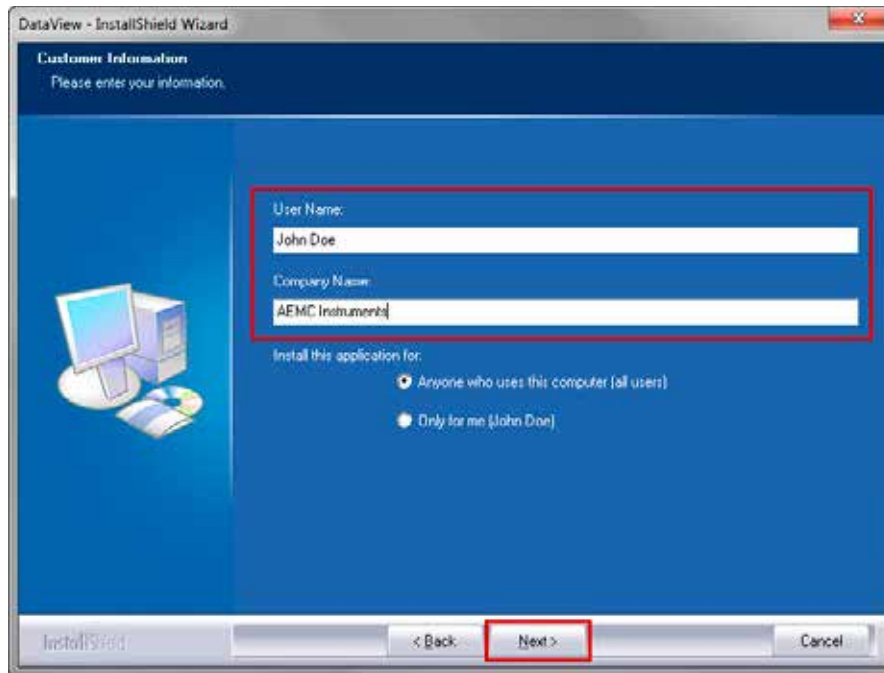 DataView - InstallShield Wizard
Customer Information
Please enter your information.
User Name:
John Doe
Company Name:
AEMC Instruments
Install this application for:
Anyone who uses this computer (all users)
Only for me (John Doe)
InstallShield
< Back
Next >
Cancel